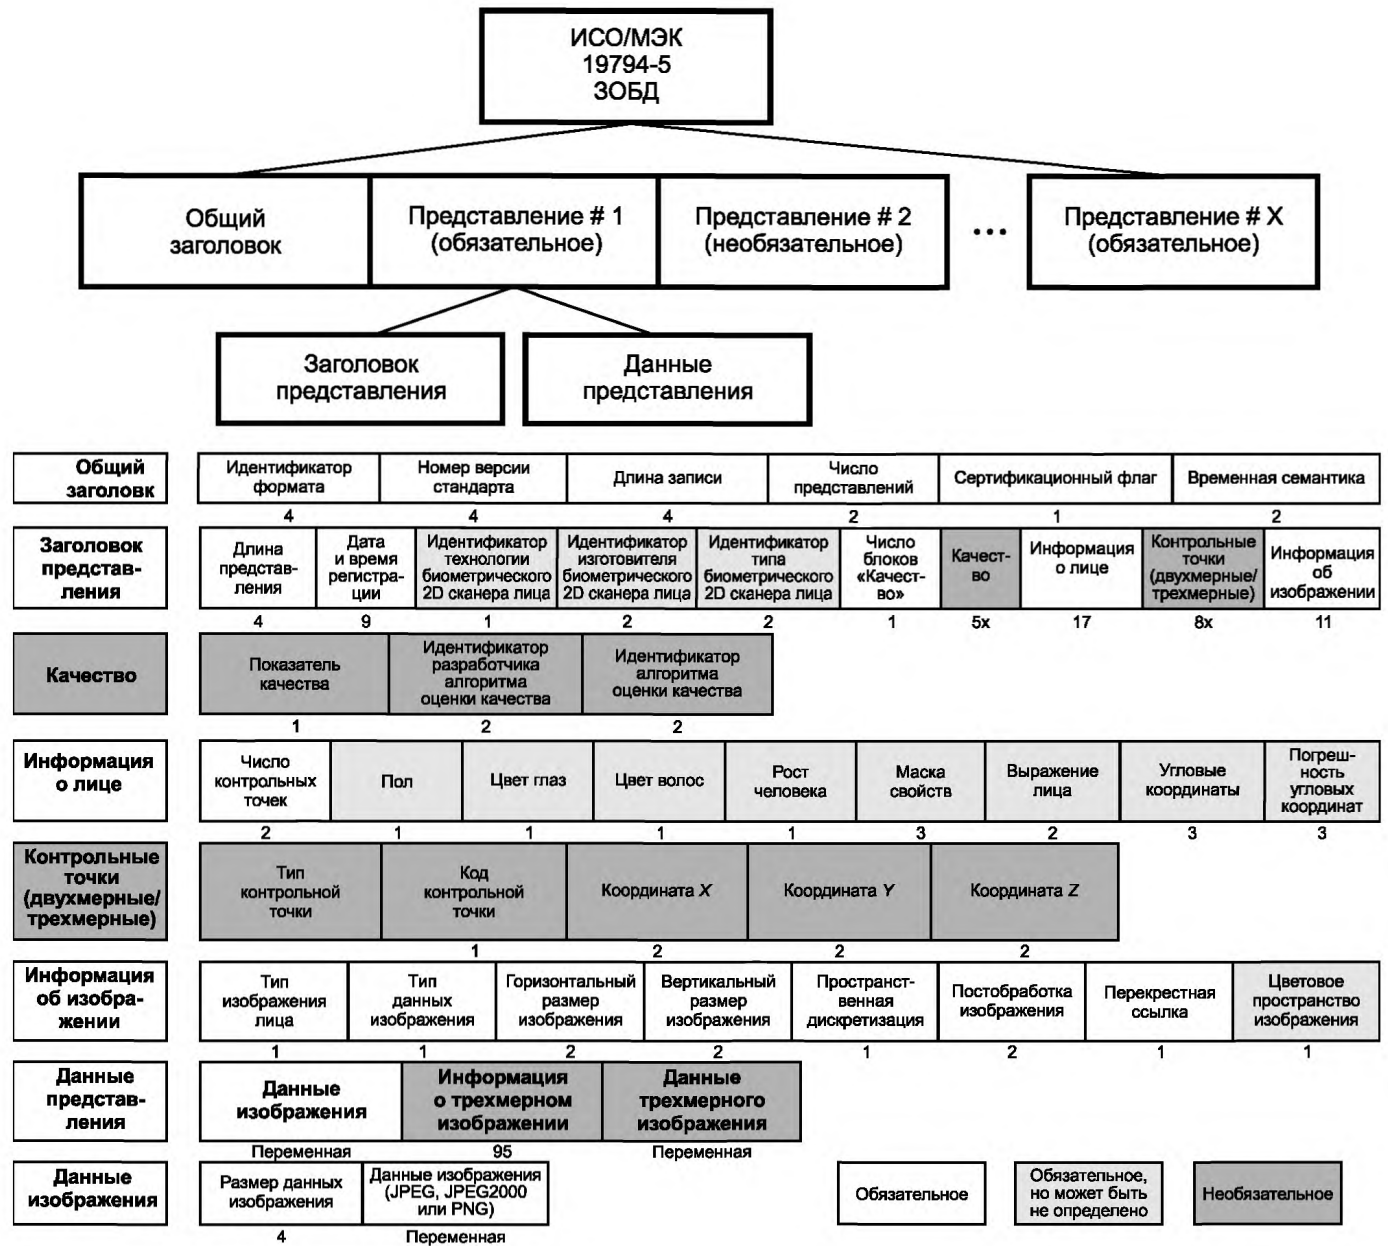 ИСО/МЭК
19794-5
ЗОБД
Общий
заголовок
Представление # 1
(обязательное)
Представление # 2
(необязательное)
...
Представление # X
(обязательное)
Заголовок
представления
Данные
представления
Общий
заголовк
Идентификатор
формата
Номер версии
стандарта
Длина записи
Число
представлений
Сертификационный флаг
Временная семантика
4
4
4
2
1
2
Заголовок
представ-
ления
Длина
представ-
ления
Дата
и время
регистра-
ции
Идентификатор
технологии
биометрического
2D сканера лица
Идентификатор
изготовителя
биометрического
2D сканера лица
Идентификатор
типа
биометрического
2D сканера лица
Число
блоков
«Качест-
во»
Качест-
во
Информация
о лице
Контрольные
точки
(двухмерные/
трехмерные)
Информация
об
изображении
4
9
1
2
2
1
5x
17
8x
11
Качество
Показатель
качества
Идентификатор
разработчика
алгоритма
оценки качества
Идентификатор
алгоритма
оценки качества
1
2
2
Информация
о лице
Число
контрольных
точек
Пол
Цвет глаз
Цвет волос
Рост
человека
Маска
свойств
Выражение
лица
Угловые
координаты
Погреш-
ность
угловых
координат
2
1
1
1
1
3
2
3
3
Контрольные
точки
(двухмерные/
трехмерные)
Тип
контрольной
точки
Код
контрольной
точки
Координата X
Координата Y
Координата Z
1
2
2
2
Информация
об изобра-
жении
Тип
изображения
лица
Тип
данных
изображения
Горизонтальный
размер
изображения
Вертикальный
размер
изображения
Пространст-
венная
дискретизация
Постобработка
изображения
Перекрестная
ссылка
Цветовое
пространство
изображения
1
1
2
2
1
2
1
1
Данные
представ-
ления
Данные
изображения
Информация
о трехмерном
изображении
Данные
трехмерного
изображения
Переменная
95
Переменная
Данные
изображения
Размер данных
изображения
Данные изображения
(JPEG, JPEG2000
или PNG)
4
Переменная
Обязательное
Обязательное,
но может быть
не определено
Необязательное